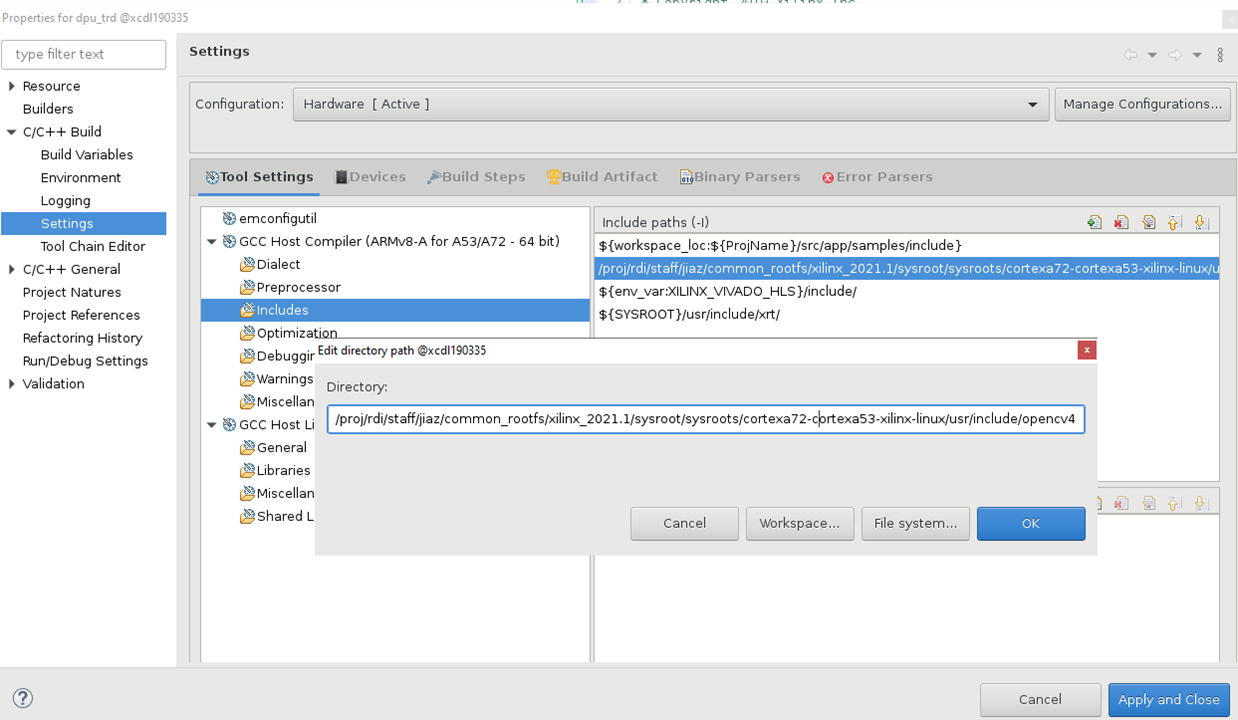 * Copyright 2019 Xilinx Inc.
Properties for dpu_trd @xcdl190335
type filter text
Resource
Builders
C/C++ Build
Build Variables
Environment
Logging
Settings
Tool Chain Editor
C/C++ General
Project Natures
Project References
Refactoring History
Run/Debug Settings
Validation
Settings
Configuration:
Hardware [ Active ]
Manage Configurations...
Tool Settings
Devices
Build Steps
Build Artifact
Binary Parsers
Error Parsers
emconfigutil
GCC Host Compiler (ARMv8-A for A53/A72 - 64 bit)
Dialect
Preprocessor
Includes
Optimization
Debuggin
Warnings
Miscellan
GCC Host Li
General
Libraries
Miscellan
Shared L
Include paths (-I)
${workspace_loc:${ProjName}/src/app/samples/include}
/proj/rdi/staff/jiaz/common_rootfs/xilinx_2021.1/sysroot/sysroots/cortexa72-cortexa53-xilinx-linux/u
${env_var:XILINX_VIVADO_HLS}/include/
${SYSROOT}/usr/include/xrt/
Edit directory path @xcdl190335
x
Directory:
/proj/rdi/staff/jiaz/common_rootfs/xilinx_2021.1/sysroot/sysroots/cortexa72-cortexa53-xilinx-linux/usr/include/opencv4
Cancel
Workspace...
File system...
OK
?
Cancel
Apply and Close